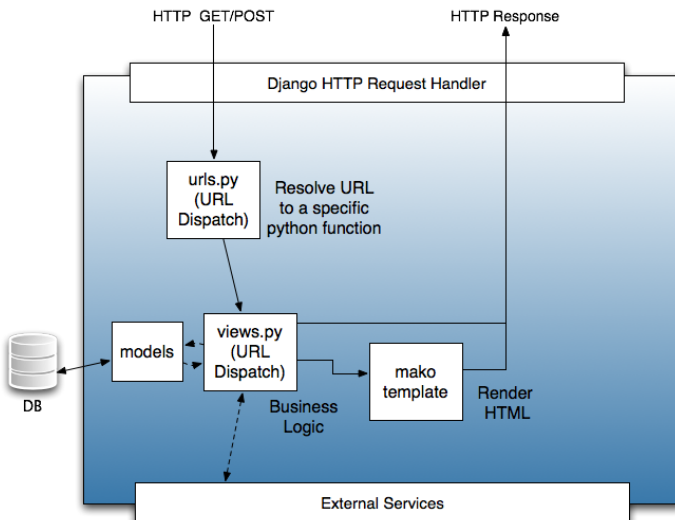 HTTP  GET/POST
HTTP Response
Django HTTP Request Handler
urls.py
(URL
Dispatch)
Resolve URL
to a specific
python function
models
views.py
(URL
Dispatch)
mako
template
DB
Business
Logic
Render
HTML
External Services